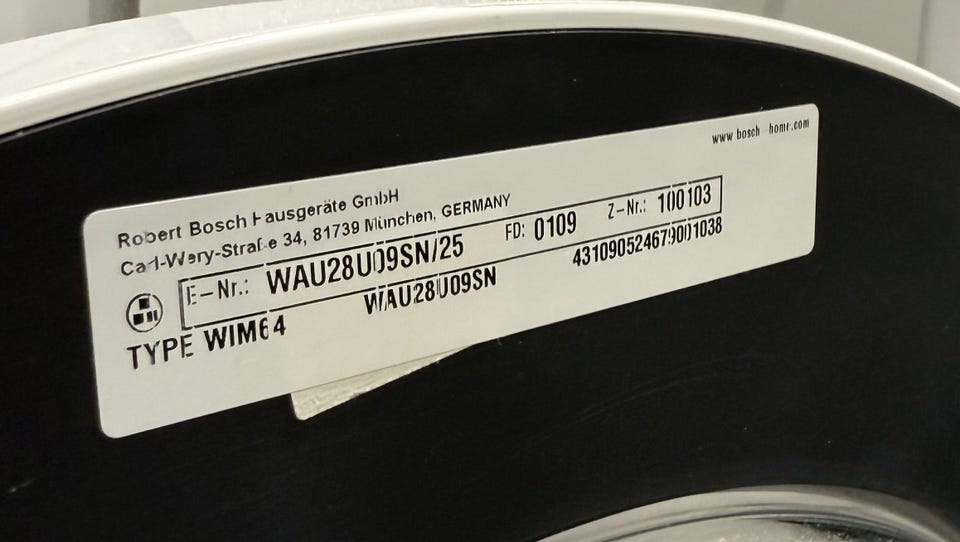 www.bosch-home.com
Robert Bosch Hausgeräte GmbH
Carl-Wery-Straße 34, 81739 München, GERMANY
E-Nr.: WAU28U09SN/25 FD: 0109 Z-Nr.: 100103
TYPE WIM64 WAU28U09SN 431090524679001038